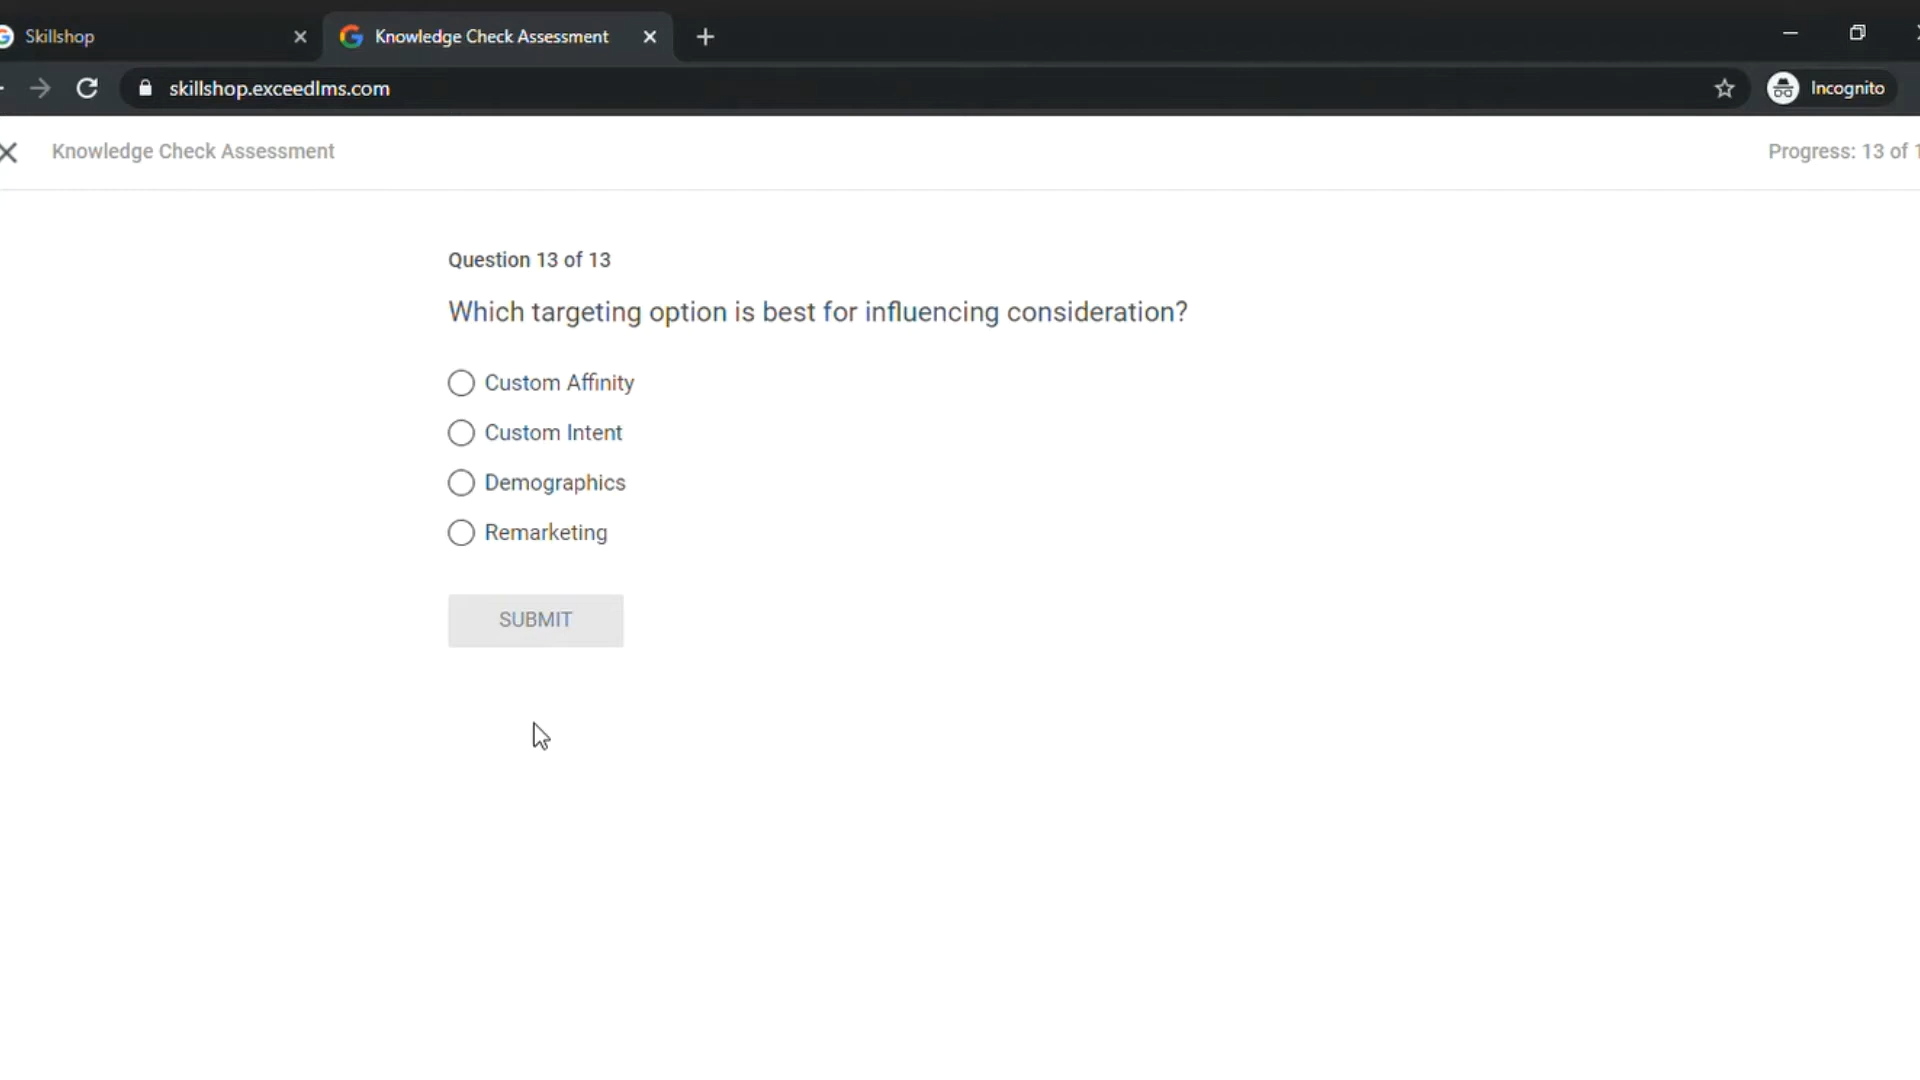 Skillshop
Knowledge Check Assessment
skillshop.exceedlms.com
Incognito
Knowledge Check Assessment
Progress: 13 of 1
Question 13 of 13
Which targeting option is best for influencing consideration?
Custom Affinity
Custom Intent
Demographics
Remarketing
SUBMIT